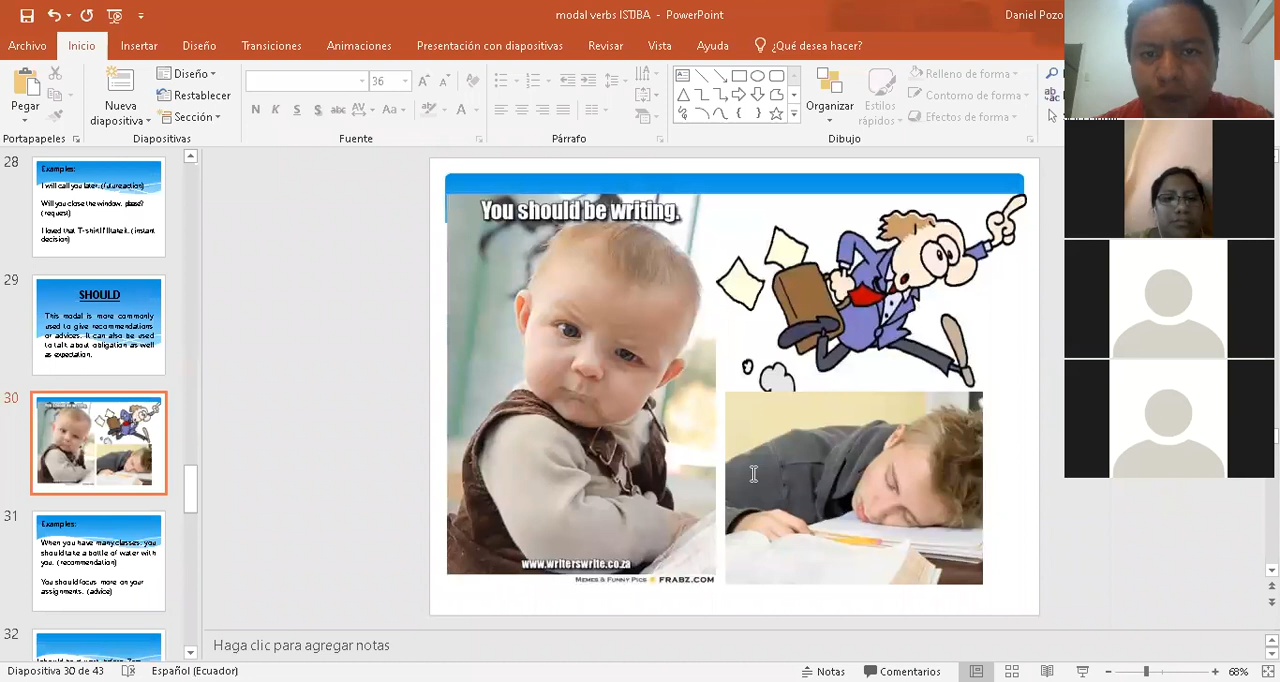 modal verbs ISTJBA - PowerPoint
Daniel Pozo
Archivo
Inicio
Insertar
Diseño
Transiciones
Animaciones
Presentación con diapositivas
Revisar
Vista
Ayuda
¿Qué desea hacer?
Pegar
Nueva
diapositiva
Diseño
Restablecer
Sección
36
N K S S abc AV Aa A
Organizar
Estilos
rápidos
Relleno de forma
Contorno de forma
Efectos de forma
Portapapeles
Diapositivas
Fuente
Párrafo
Dibujo
28
Examples:
I will call you later. (future action)
Will you close the window, please?
(request)
I loved that T-shirt I'll take it. (instant
decision)
29
SHOULD
This modal is more commonly
used to give recommendations
or advices. It can also be used
to talk about obligation as well
as expectation.
30
31
Examples:
When you have many classes, you
should take a bottle of water with
you. (recommendation)
You should focus more on your
assignments. (advice)
32
You should be writing.
www.writerswrite.co.za
MEMES & FUNNY PICS FRABZ.COM
Haga clic para agregar notas
Diapositiva 30 de 43
Español (Ecuador)
Notas
Comentarios
68%